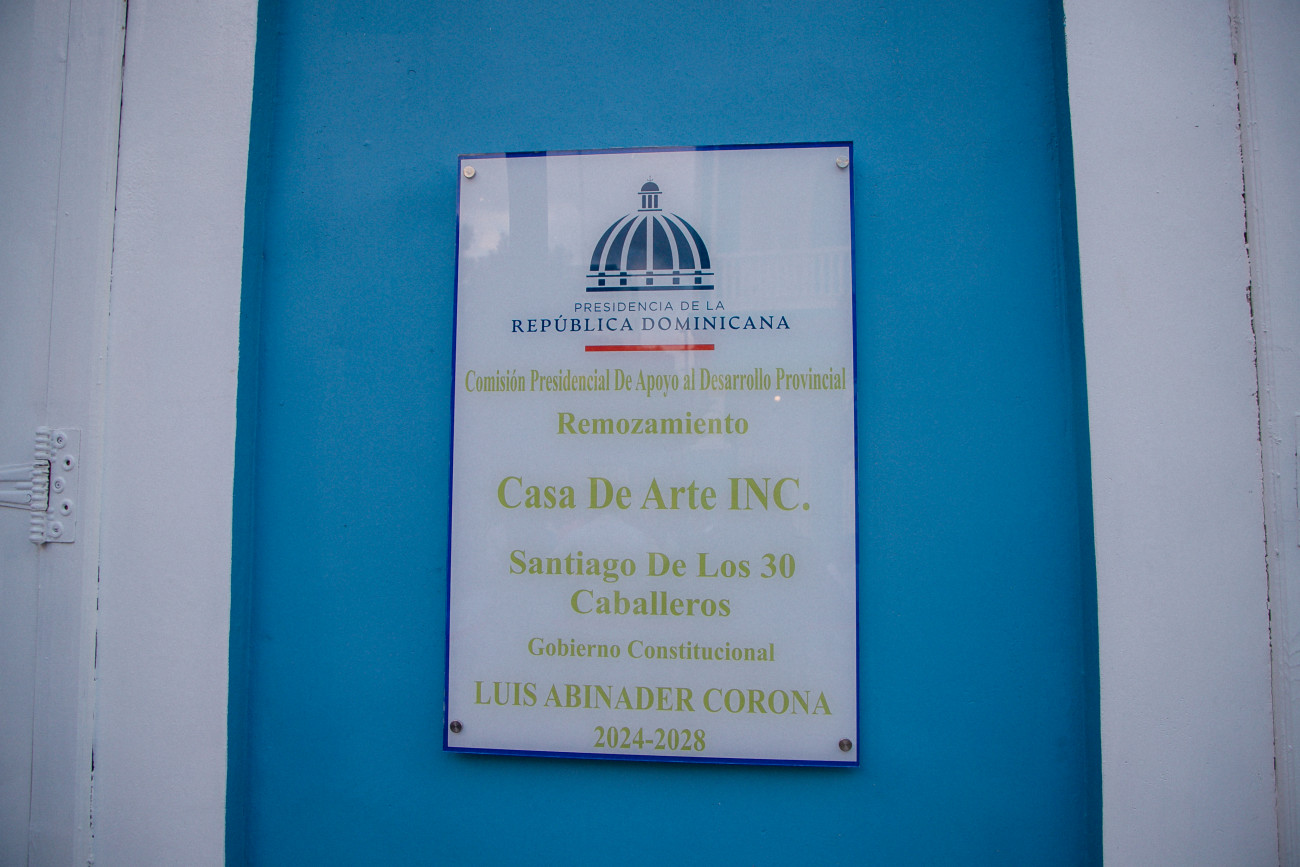 PRESIDENCIA DE LA
REPÚBLICA DOMINICANA
Comisión Presidencial De Apoyo al Desarrollo Provincial
Remozamiento
Casa De Arte INC.
Santiago De Los 30
Caballeros
Gobierno Constitucional
LUIS ABINADER CORONA
2024-2028